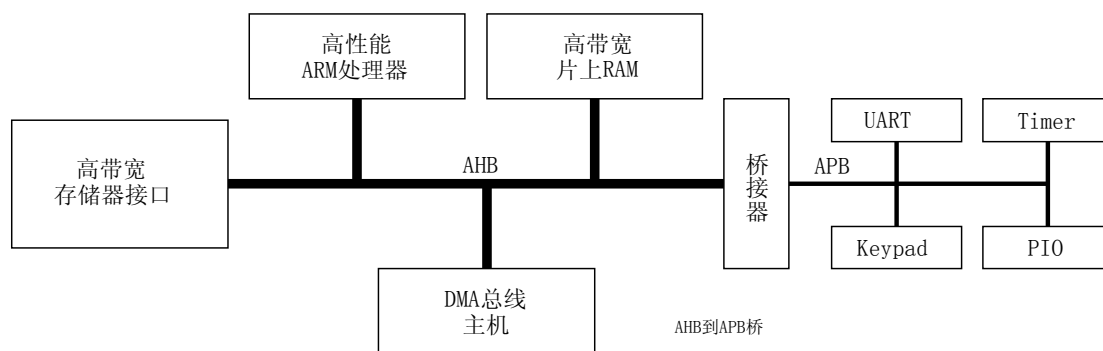 高性能
ARM处理器
高带宽
片上RAM
高带宽
存储器接口
AHB
桥接器
APB
UART
Timer
Keypad
PIO
DMA总线
主机
AHB到APB桥